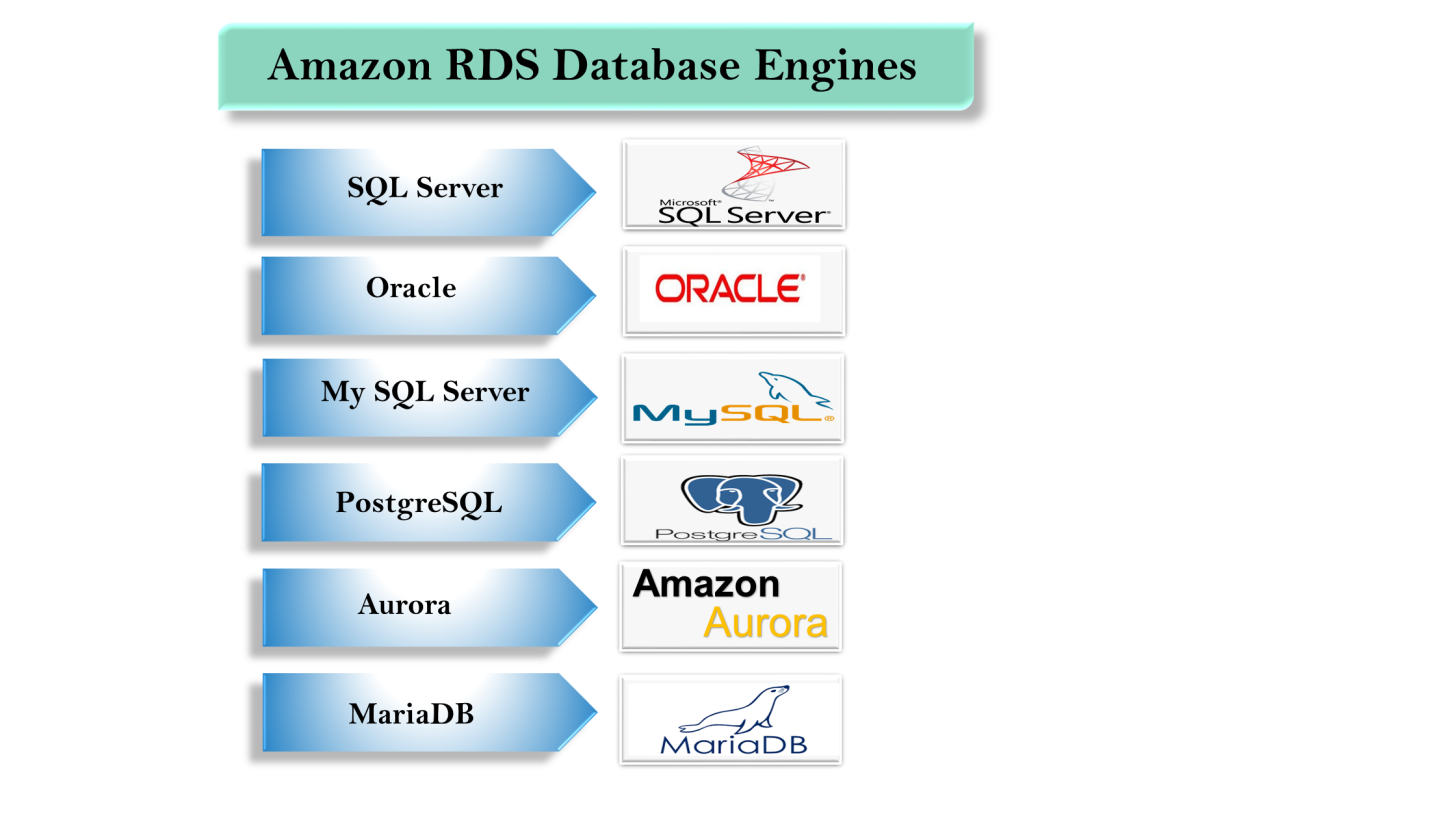 Amazon RDS Database Engines
SQL Server
Microsoft®
SQL Server®
Oracle
ORACLE®
My SQL Server
MySQL®
PostgreSQL
PostgreSQL
Aurora
Amazon
Aurora
MariaDB
MariaDB